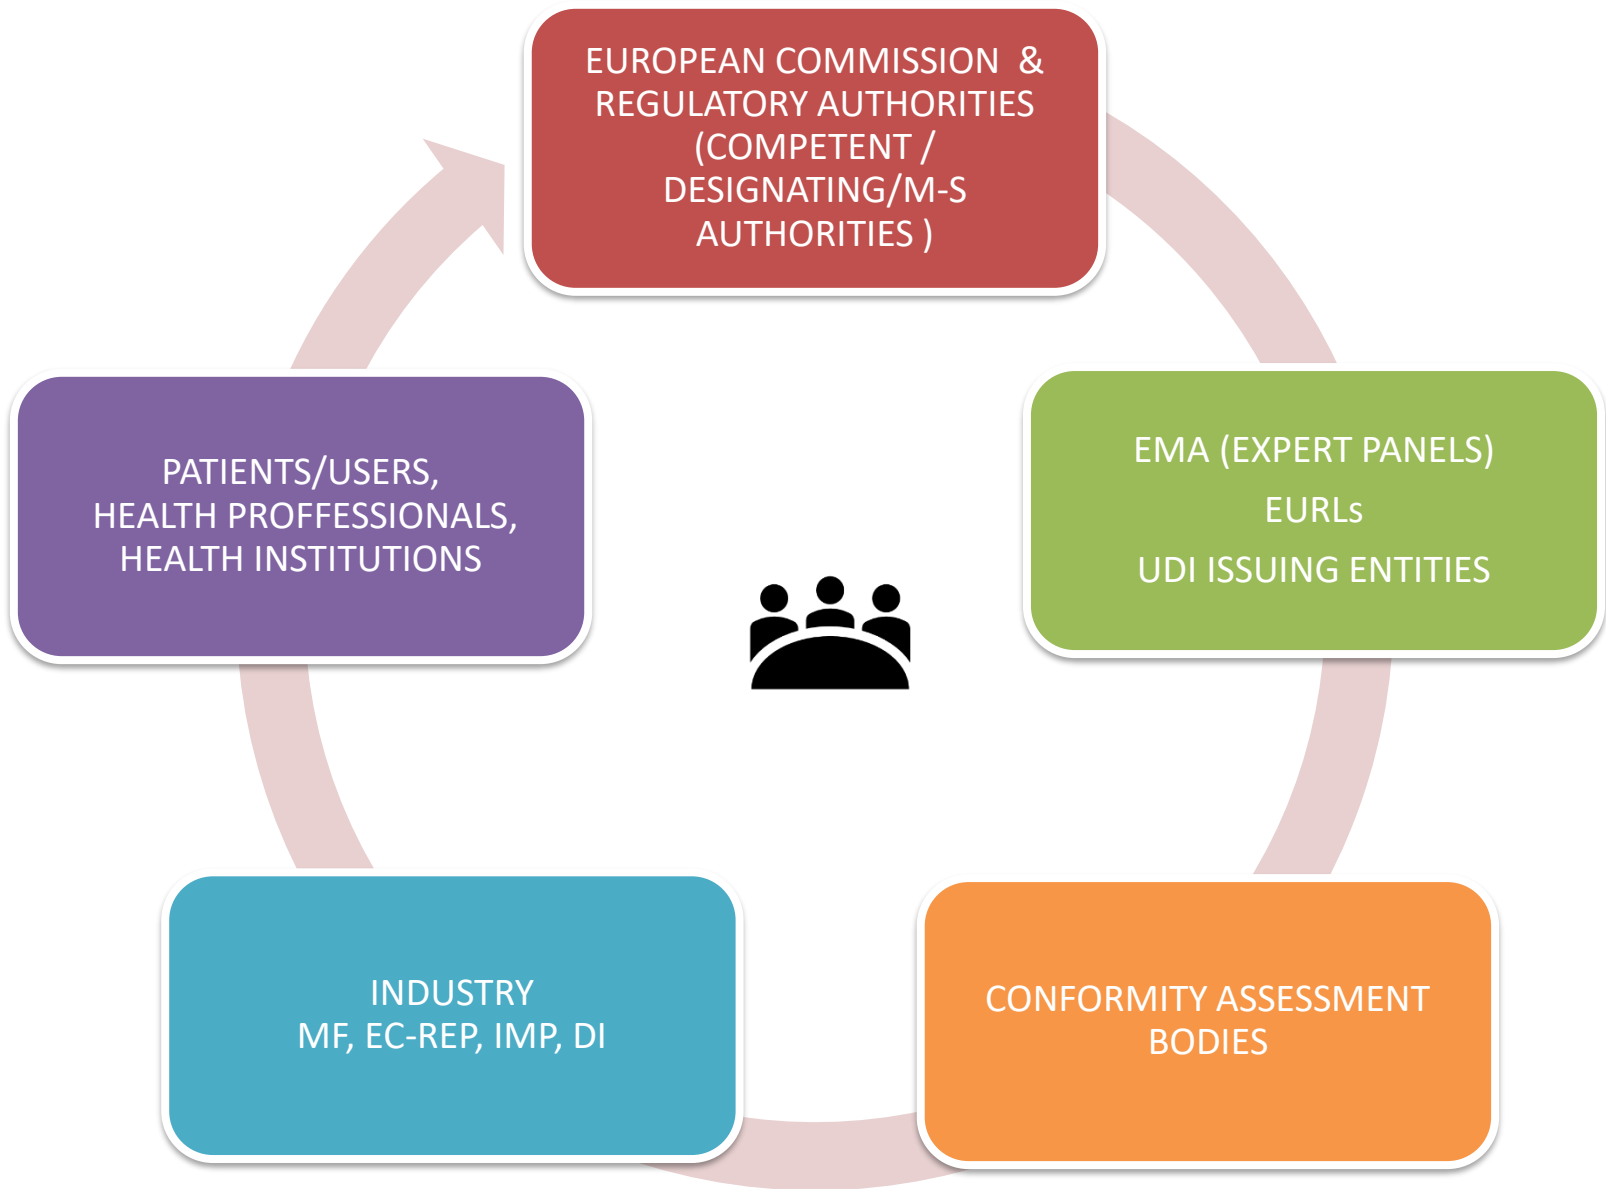 EUROPEAN COMMISSION &
REGULATORY AUTHORITIES
(COMPETENT /
DESIGNATING/M-S
AUTHORITIES )
EMA (EXPERT PANELS)
EURLs
UDI ISSUING ENTITIES
CONFORMITY ASSESSMENT
BODIES
INDUSTRY
MF, EC-REP, IMP, DI
PATIENTS/USERS,
HEALTH PROFFESSIONALS,
HEALTH INSTITUTIONS